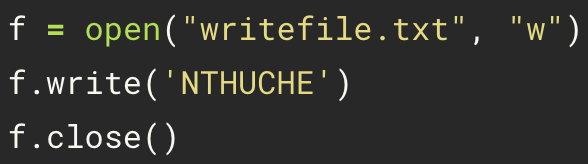 f = open("writefile.txt", "w")
f.write('NTHUCHE')
f.close()